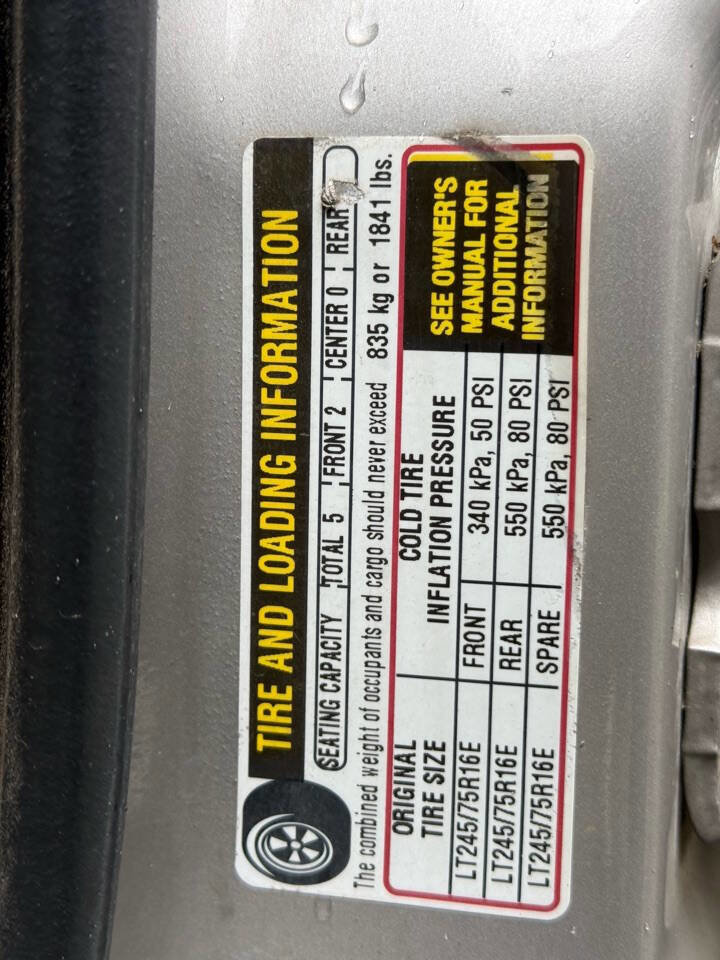 TIRE AND LOADING INFORMATION
SEATING CAPACITY TOTAL 5 FRONT 2 CENTER 0 REAR
The combined weight of occupants and cargo should never exceed 835 kg or 1841 lbs.
ORIGINAL TIRE SIZE
COLD TIRE INFLATION PRESSURE
LT245/75R16E FRONT 340 kPa, 50 PSI
LT245/75R16E REAR 550 kPa, 80 PSI
LT245/75R16E SPARE 550 kPa, 80 PSI
SEE OWNER'S
MANUAL FOR
ADDITIONAL
INFORMATION